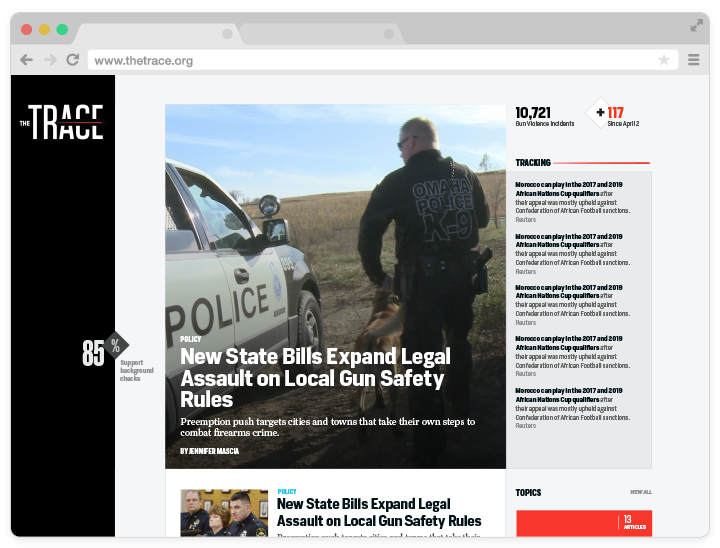 www.thetrace.org
THE TRACE
85 %
Support
background
checks
OMAHA
POLICE
K-9
POLICE
895
POLICY
New State Bills Expand Legal
Assault on Local Gun Safety
Rules
Preemption push targets cities and towns that take their own steps to
combat firearms crime.
BY JENNIFER MASCIA
POLICY
New State Bills Expand Legal
Assault on Local Gun Safety Rules
Preemption push targets cities and towns that take their
10,721
Gun Violence Incidents
+ 117
Since April 2
TRACKING
Morocco can play in the 2017 and 2019
African Nations Cup qualifiers after
their appeal was mostly upheld against
Confederation of African Football sanctions.
Reuters
Morocco can play in the 2017 and 2019
African Nations Cup qualifiers after
their appeal was mostly upheld against
Confederation of African Football sanctions.
Reuters
Morocco can play in the 2017 and 2019
African Nations Cup qualifiers after
their appeal was mostly upheld against
Confederation of African Football sanctions.
Reuters
Morocco can play in the 2017 and 2019
African Nations Cup qualifiers after
their appeal was mostly upheld against
Confederation of African Football sanctions.
Reuters
Morocco can play in the 2017 and 2019
African Nations Cup qualifiers after
their appeal was mostly upheld against
Confederation of African Football sanctions.
Reuters
TOPICS
VIEW ALL
13
ARTICLES